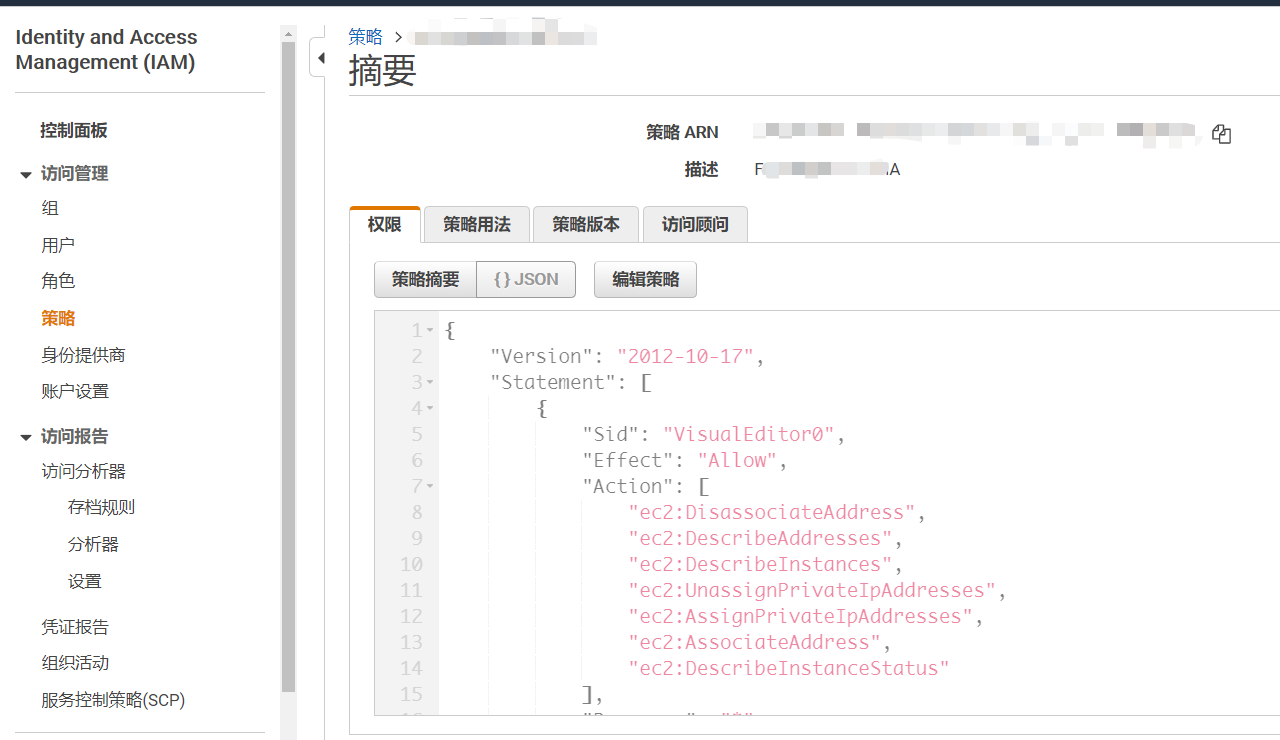 Identity and Access
Management (IAM)
控制面板
访问管理
组
用户
角色
策略
身份提供商
账户设置
访问报告
访问分析器
存档规则
分析器
设置
凭证报告
组织活动
服务控制策略(SCP)
策略 >
摘要
策略 ARN
描述 F A
权限 策略用法 策略版本 访问顾问
策略摘要 { } JSON 编辑策略
1 {
2 "Version": "2012-10-17",
3 "Statement": [
4 {
5 "Sid": "VisualEditor0",
6 "Effect": "Allow",
7 "Action": [
8 "ec2:DisassociateAddress",
9 "ec2:DescribeAddresses",
10 "ec2:DescribeInstances",
11 "ec2:UnassignPrivateIpAddresses",
12 "ec2:AssignPrivateIpAddresses",
13 "ec2:AssociateAddress",
14 "ec2:DescribeInstanceStatus"
15 ],